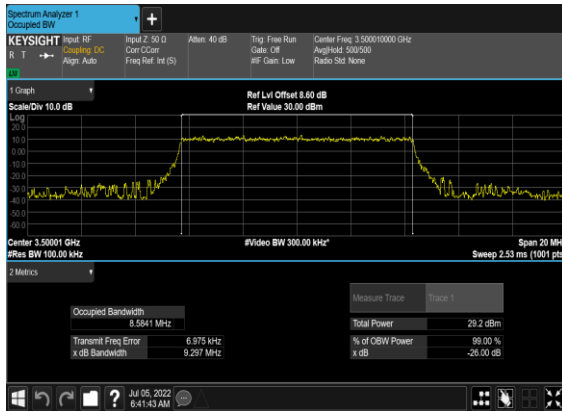 Spectrum Analyzer 1
Occupied BW
+
KEYSIGHT
R T
Input: RF
Coupling: DC
Align: Auto
Input Z: 50 Ω
Corr CCorr
Freq Ref: Int (S)
Atten: 40 dB
Trig: Free Run
Gate: Off
#IF Gain: Low
Center Freq: 3.500010000 GHz
Avg|Hold: 500/500
Radio Std: None
1 Graph
Scale/Div 10.0 dB
Ref Lvl Offset 8.60 dB
Ref Value 30.00 dBm
Log
20.0
10.0
0.00
-10.0
-20.0
-30.0
-40.0
-50.0
-60.0
Center 3.50001 GHz
#Res BW 100.00 kHz
#Video BW 300.00 kHz*
Span 20 MH
Sweep 2.53 ms (1001 pts
2 Metrics
Occupied Bandwidth
8.5841 MHz
Transmit Freq Error 6.975 kHz
x dB Bandwidth 9.297 MHz
Measure Trace Trace 1
Total Power 29.2 dBm
% of OBW Power 99.00 %
x dB -26.00 dB
?
Jul 05, 2022
6:41:43 AM